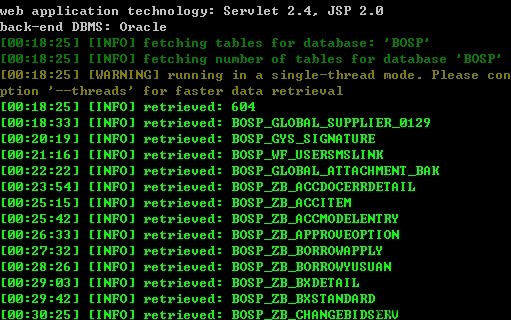 web application technology: Servlet 2.4, JSP 2.0
back-end DBMS: Oracle
[00:18:25] [INFO] fetching tables for database: 'BOSP'
[00:18:25] [INFO] fetching number of tables for database 'BOSP'
[00:18:25] [WARNING] running in a single-thread mode. Please con
ption '--threads' for faster data retrieval
[00:18:25] [INFO] retrieved: 604
[00:18:33] [INFO] retrieved: BOSP_GLOBAL_SUPPLIER_0129
[00:20:19] [INFO] retrieved: BOSP_GYS_SIGNATURE
[00:21:16] [INFO] retrieved: BOSP_WF_USERSMSLINK
[00:22:22] [INFO] retrieved: BOSP_GLOBAL_ATTACHMENT_BAK
[00:23:54] [INFO] retrieved: BOSP_ZB_ACCDOCERRDETAIL
[00:25:15] [INFO] retrieved: BOSP_ZB_ACCITEM
[00:25:42] [INFO] retrieved: BOSP_ZB_ACCMODELENTRY
[00:26:33] [INFO] retrieved: BOSP_ZB_APPROVEOPTION
[00:27:32] [INFO] retrieved: BOSP_ZB_BORROWAPPLY
[00:28:26] [INFO] retrieved: BOSP_ZB_BORROWYUSUAN
[00:29:03] [INFO] retrieved: BOSP_ZB_BXDETAIL
[00:29:42] [INFO] retrieved: BOSP_ZB_BXSTANDARD
[00:30:25] [INFO] retrieved: BOSP_ZB_CHANGEBIDSERV